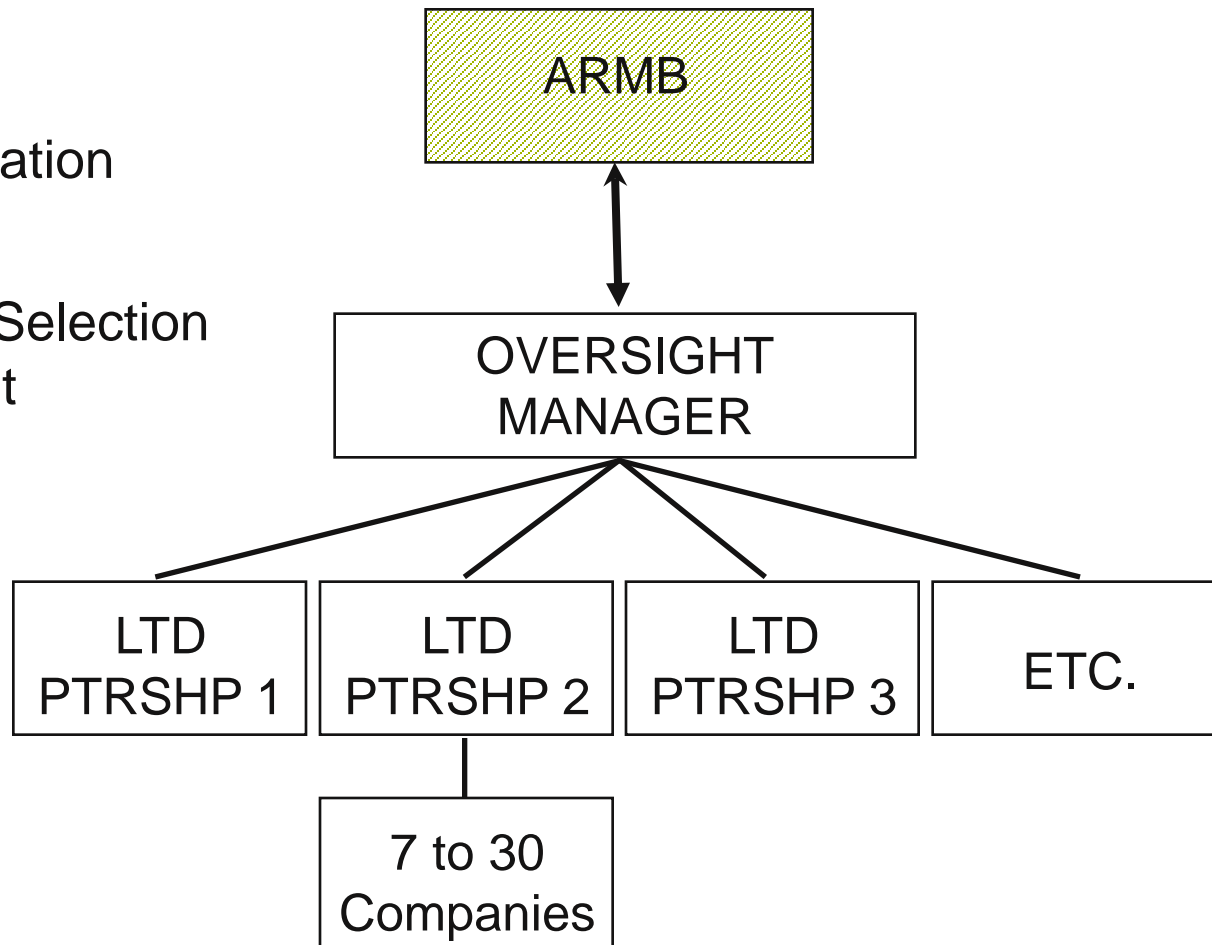 ARMB
ation
Selection
t
OVERSIGHT
MANAGER
LTD
PTRSHP 1
LTD
PTRSHP 2
LTD
PTRSHP 3
ETC.
7 to 30
Companies